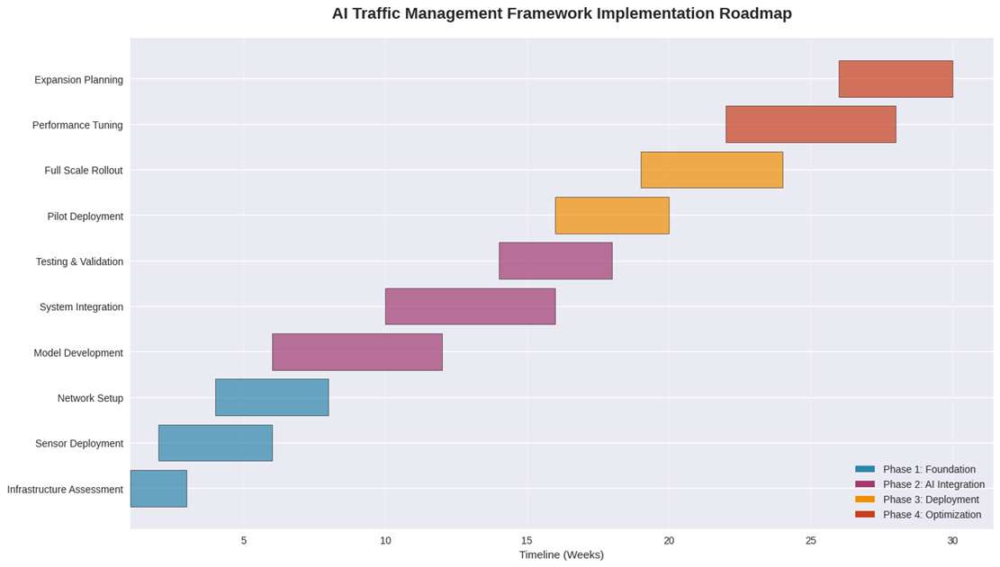 AI Traffic Management Framework Implementation Roadmap
Expansion Planning
Performance Tuning
Full Scale Rollout
Pilot Deployment
Testing & Validation
System Integration
Model Development
Network Setup
Sensor Deployment
Infrastructure Assessment
Phase 1: Foundation
Phase 2: AI Integration
Phase 3: Deployment
Phase 4: Optimization
5 10 15 20 25 30
Timeline (Weeks)